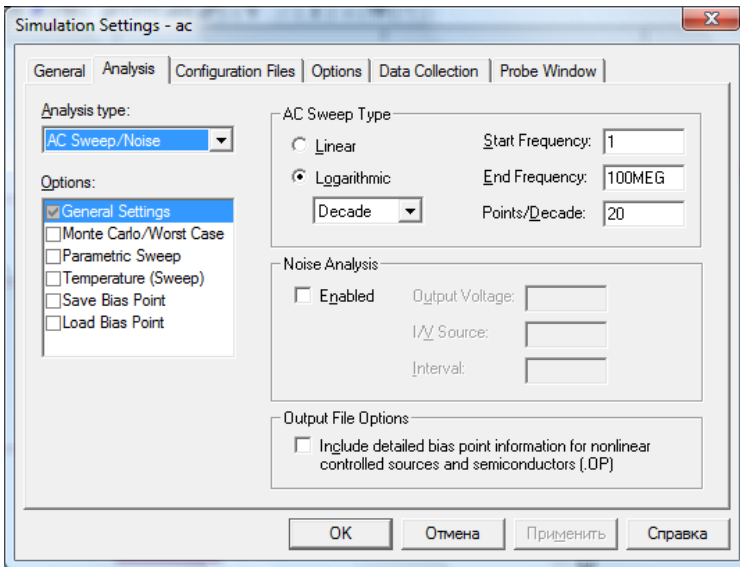 Simulation Settings - ac
General Analysis Configuration Files Options Data Collection Probe Window
Analysis type:
AC Sweep/Noise
Options:
General Settings
Monte Carlo/Worst Case
Parametric Sweep
Temperature (Sweep)
Save Bias Point
Load Bias Point
AC Sweep Type
Linear
Logarithmic
Decade
Start Frequency: 1
End Frequency: 100MEG
Points/Decade: 20
Noise Analysis
Enabled
Output Voltage:
I/V Source:
Interval:
Output File Options
Include detailed bias point information for nonlinear
controlled sources and semiconductors (.OP)
OK Отмена Применить Справка